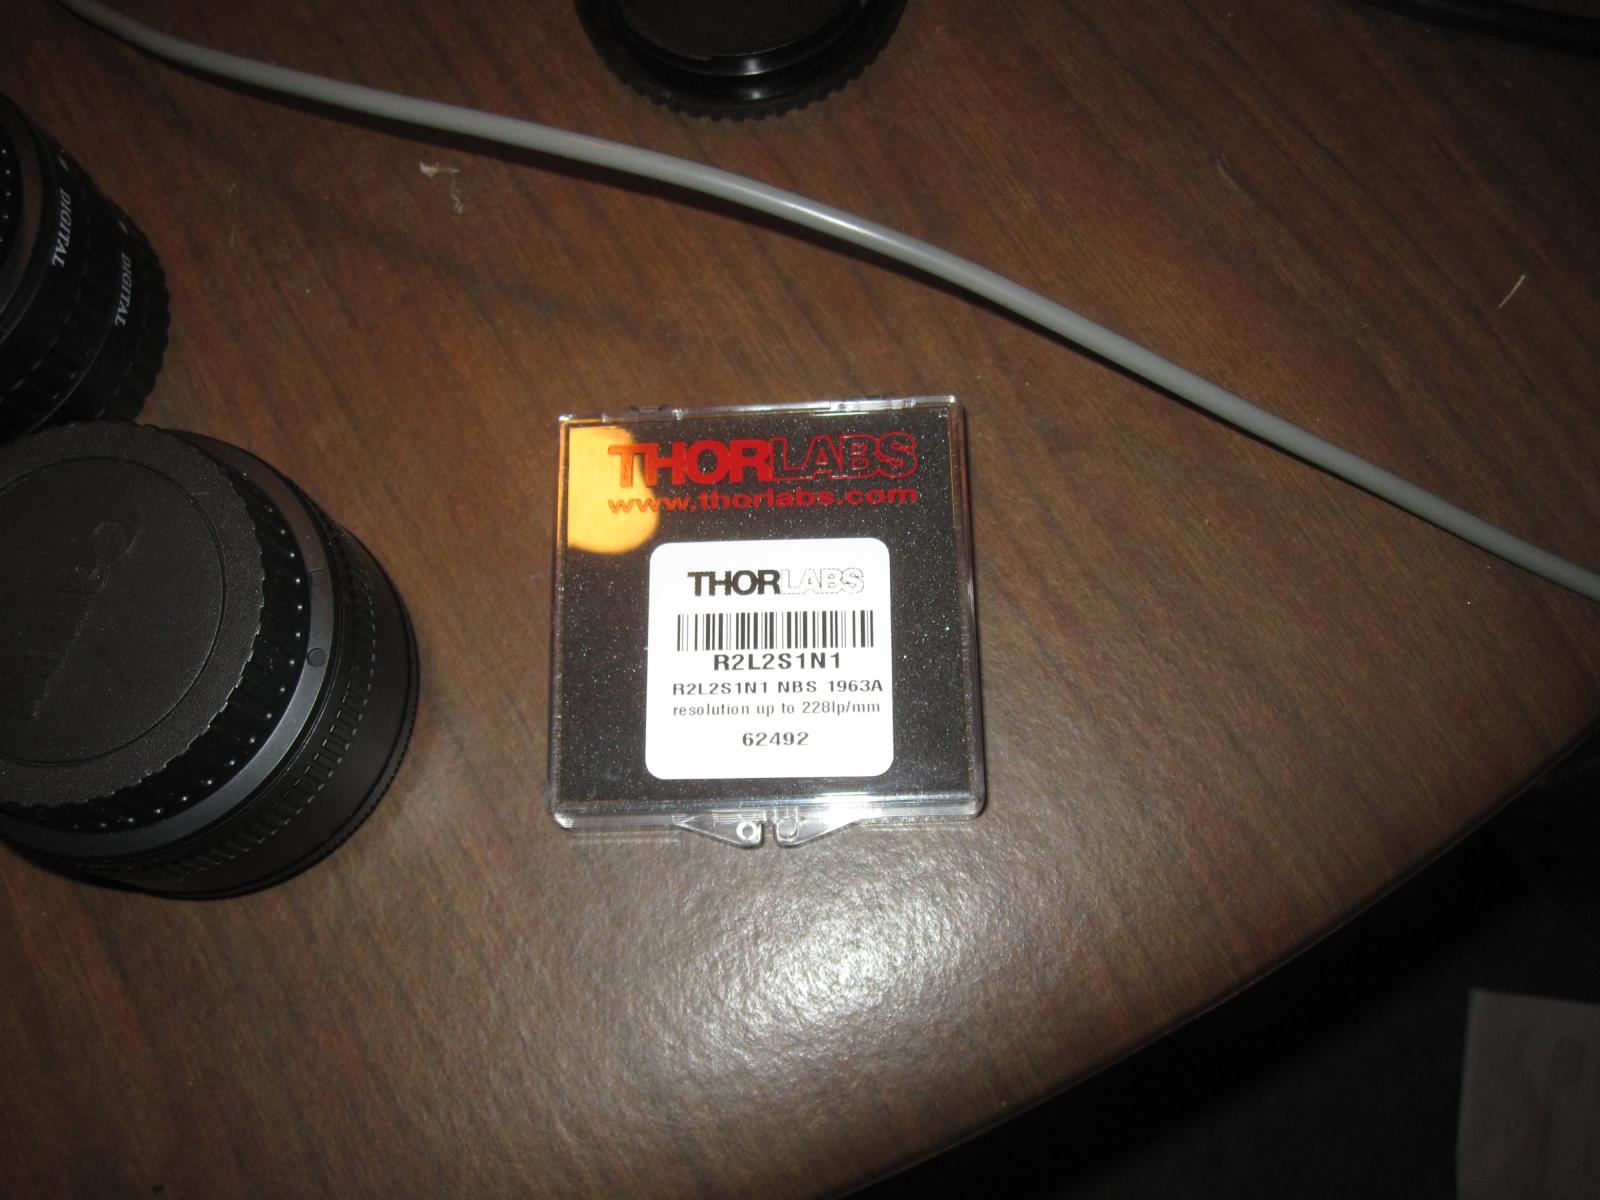 DIGITAL
DIGITAL
THORLABS
www.thorlabs.com
THORLABS
R2L2S1N1
R2L2S1N1 NBS 1963A
resolution up to 228lp/mm
62492